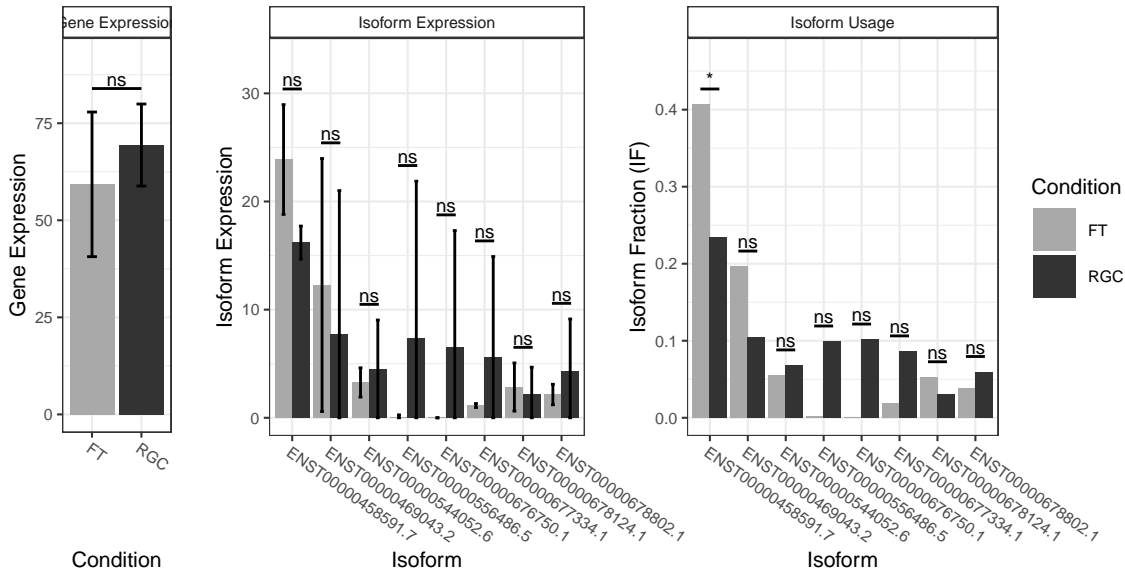 Gene Expression
Isoform Expression
Isoform Usage
Gene Expression
75
50
25
0
ns
FT
RGC
Condition
Isoform Expression
30
20
10
0
ns
ns
ns
ns
ns
ns
ns
ns
ENST00000458591.7
ENST00000469043.2
ENST00000544052.6
ENST00000556486.5
ENST00000676750.1
ENST00000677334.1
ENST00000678124.1
ENST00000678802.1
Isoform
Isoform Fraction (IF)
0.4
0.3
0.2
0.1
0.0
*
ns
ns
ns
ns
ns
ns
ns
ENST00000458591.7
ENST00000469043.2
ENST00000544052.6
ENST00000556486.5
ENST00000676750.1
ENST00000677334.1
ENST00000678124.1
ENST00000678802.1
Isoform
Condition
FT
RGC